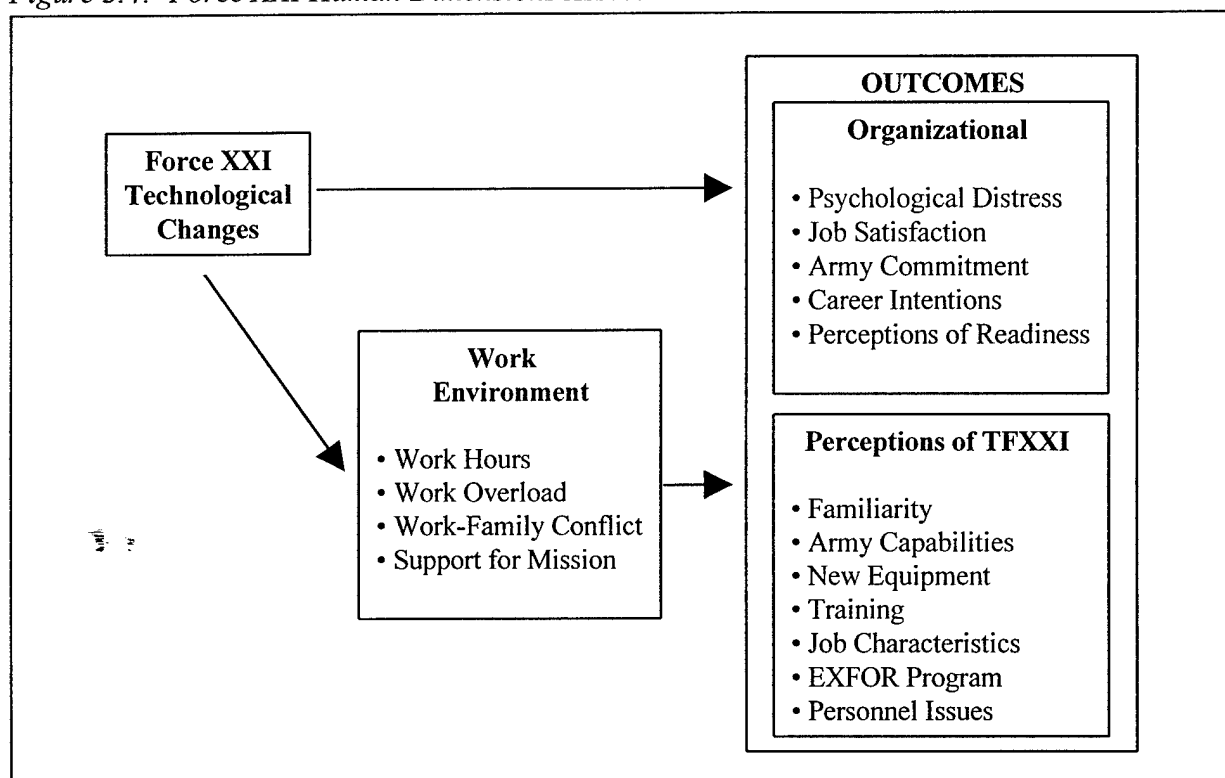 Force XXI
Technological
Changes
Work
Environment
• Work Hours
• Work Overload
• Work-Family Conflict
• Support for Mission
OUTCOMES
Organizational
• Psychological Distress
• Job Satisfaction
• Army Commitment
• Career Intentions
• Perceptions of Readiness
Perceptions of TFXXI
• Familiarity
• Army Capabilities
• New Equipment
• Training
• Job Characteristics
• EXFOR Program
• Personnel Issues